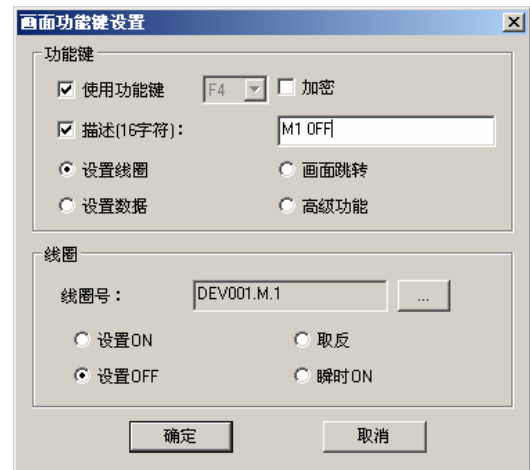 画面功能键设置
功能键
使用功能键 F4 加密
描述(16字符): M1 OFF
设置线圈 画面跳转
设置数据 高级功能
线圈
线圈号: DEV001.M.1 ...
设置ON 取反
设置OFF 瞬时ON
确定 取消